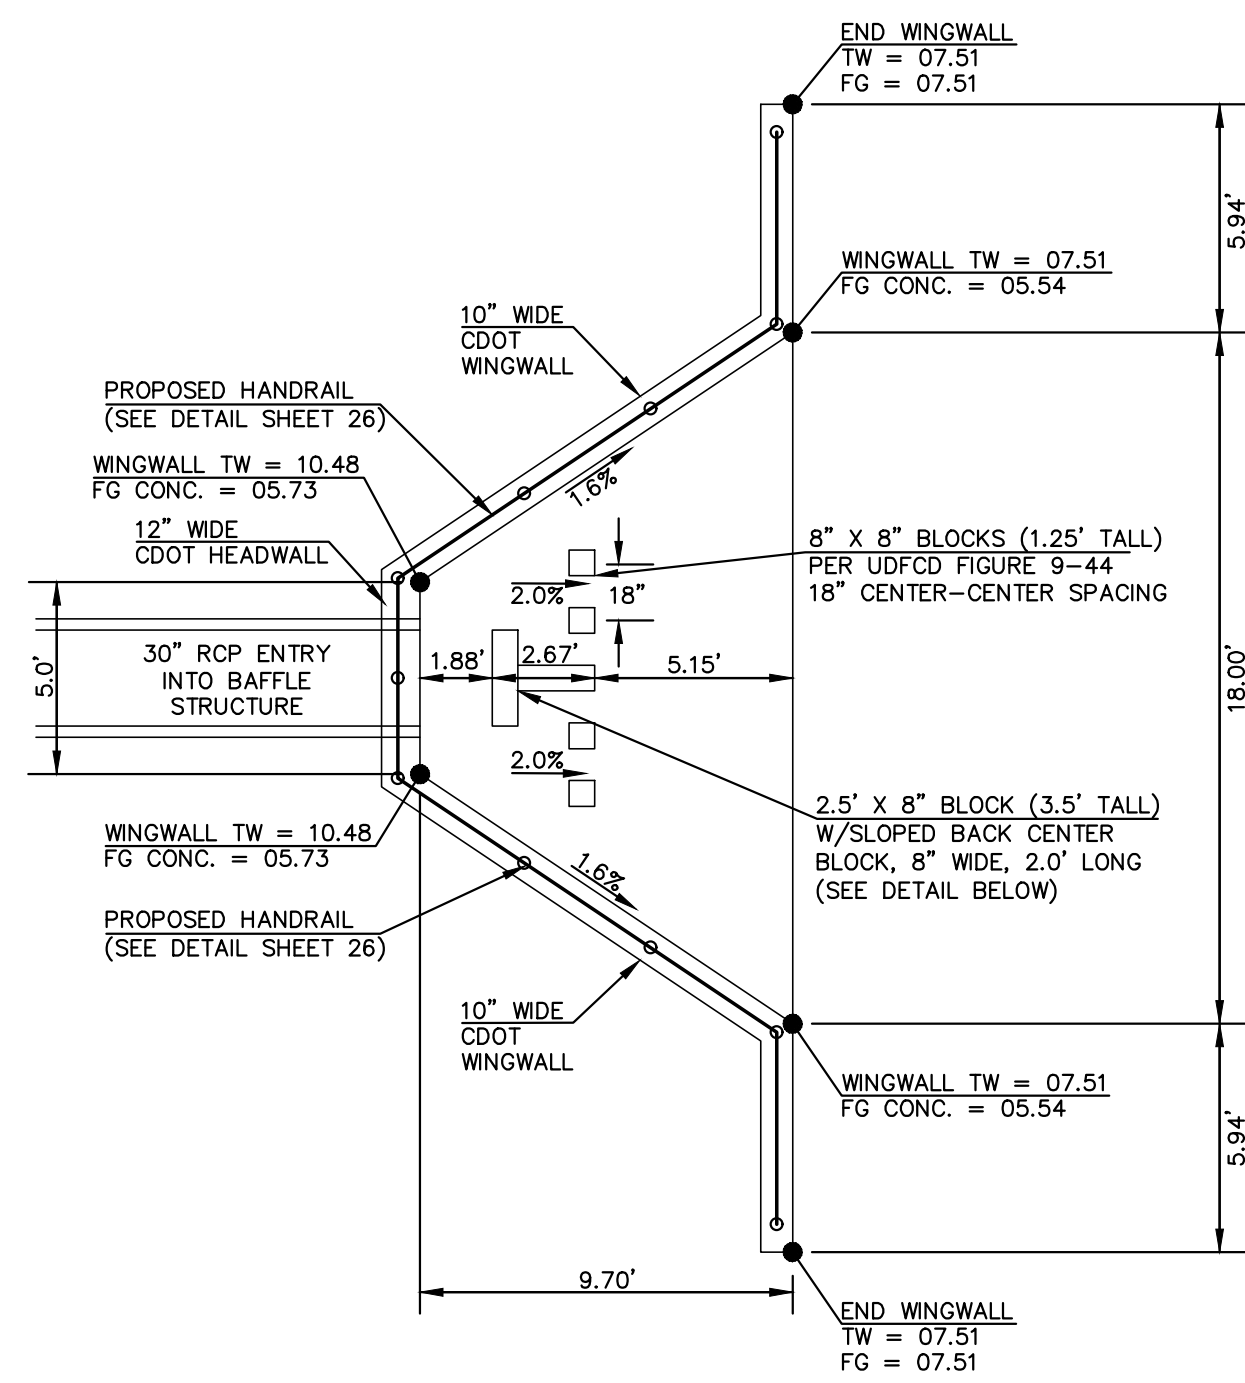 END WINGWALL
TW = 07.51
FG = 07.51
5.94'
WINGWALL TW = 07.51
FG CONC. = 05.54
10" WIDE
CDOT
WINGWALL
PROPOSED HANDRAIL
(SEE DETAIL SHEET 26)
WINGWALL TW = 10.48
FG CONC. = 05.73
1.6%
12" WIDE
CDOT HEADWALL
8" X 8" BLOCKS (1.25' TALL)
PER UDFCD FIGURE 9-44
18" CENTER-CENTER SPACING
2.0%
18"
30" RCP ENTRY
INTO BAFFLE
STRUCTURE
5.0'
1.88'
2.67'
5.15'
18.00'
2.0%
2.5' X 8" BLOCK (3.5' TALL)
W/SLOPED BACK CENTER
BLOCK, 8" WIDE, 2.0' LONG
(SEE DETAIL BELOW)
WINGWALL TW = 10.48
FG CONC. = 05.73
1.6%
PROPOSED HANDRAIL
(SEE DETAIL SHEET 26)
10" WIDE
CDOT
WINGWALL
WINGWALL TW = 07.51
FG CONC. = 05.54
5.94'
9.70'
END WINGWALL
TW = 07.51
FG = 07.51